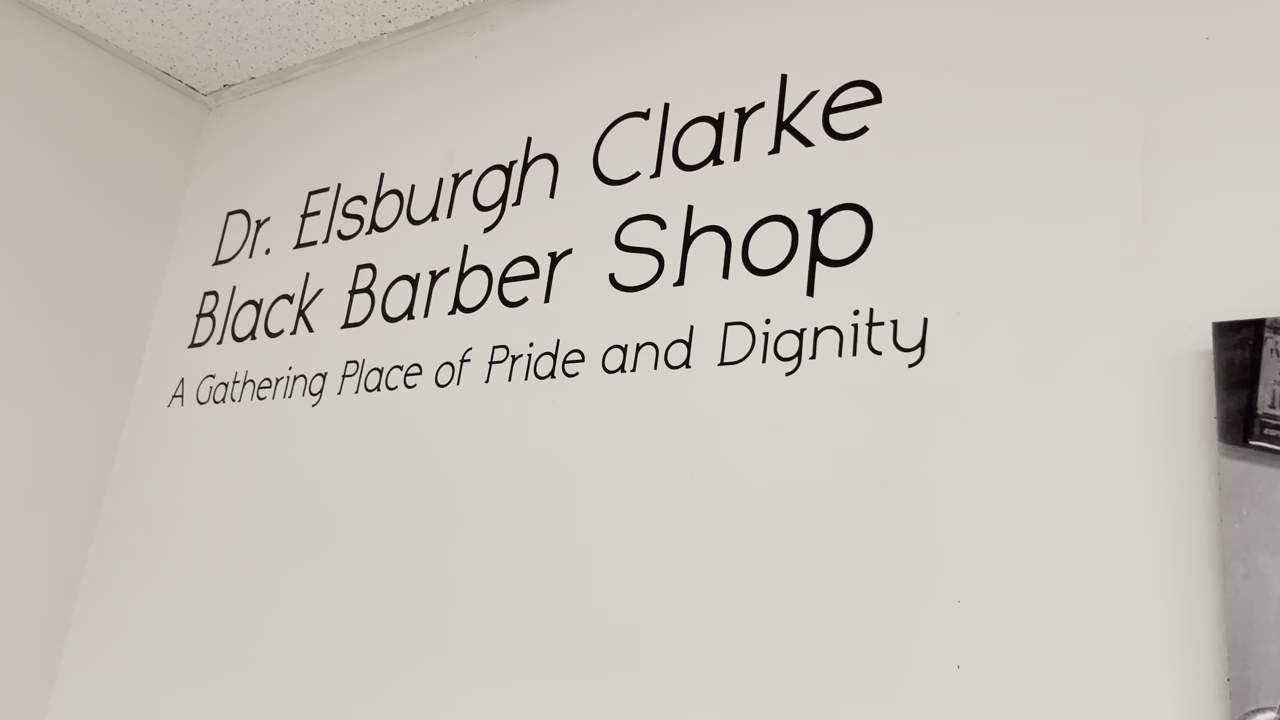 Dr. Elsburgh Clarke
Black Barber Shop
A Gathering Place of Pride and Dignity